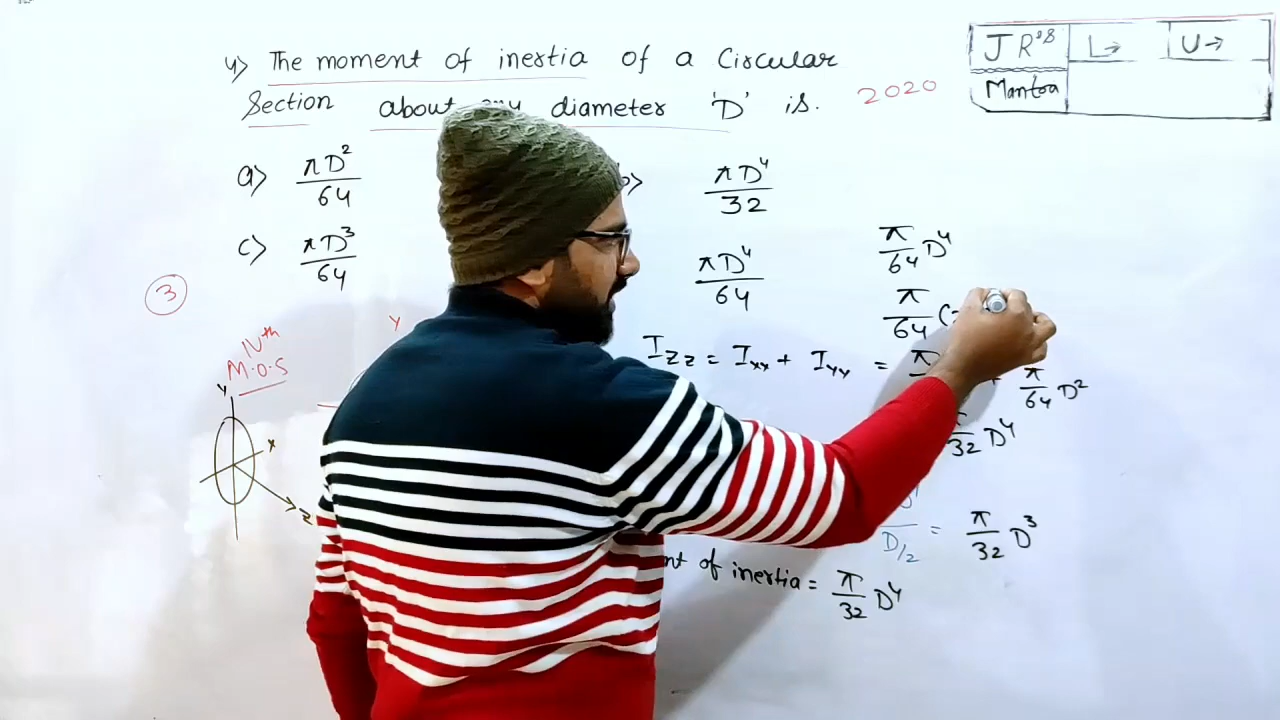 4> The moment of inertia of a Circular
Section about any diameter 'D' is. 2020
JR's's L→ U→
Mantra
a> πD²/64
b> πD⁴/32
c> πD³/64
πD⁴/64
π/64 D⁴
π/64 (
3
IVth
M.O.S
Y
Y
X
Z
Izz = Ixx + Iyy = π + π/64 D²
π/32 D⁴
D/2 = π/32 D³
of inertia = π/32 D⁴